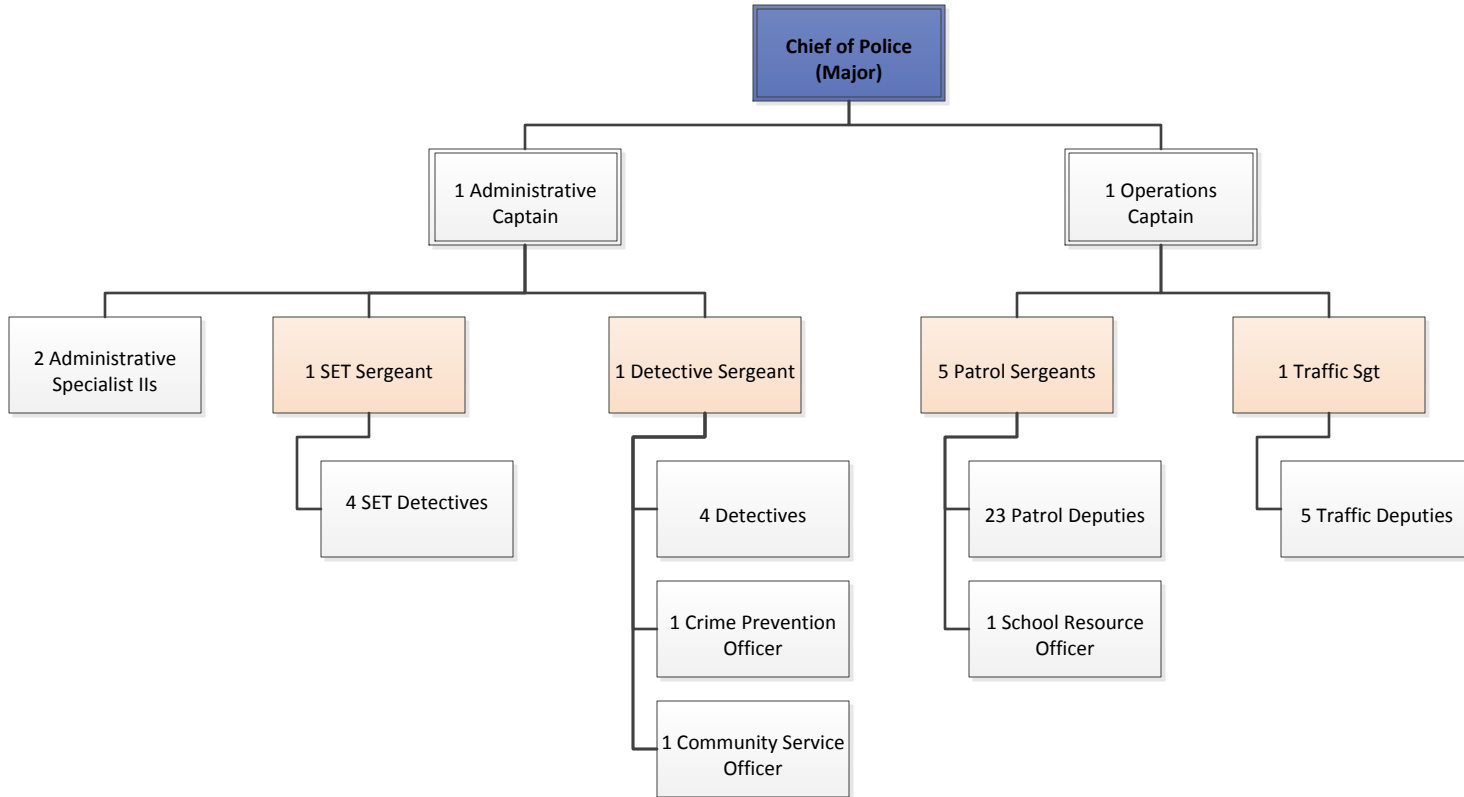 Chief of Police
(Major)
1 Administrative
Captain
1 Operations
Captain
2 Administrative
Specialist IIs
1 SET Sergeant
1 Detective Sergeant
5 Patrol Sergeants
1 Traffic Sgt
4 SET Detectives
4 Detectives
23 Patrol Deputies
5 Traffic Deputies
1 Crime Prevention
Officer
1 School Resource
Officer
1 Community Service
Officer